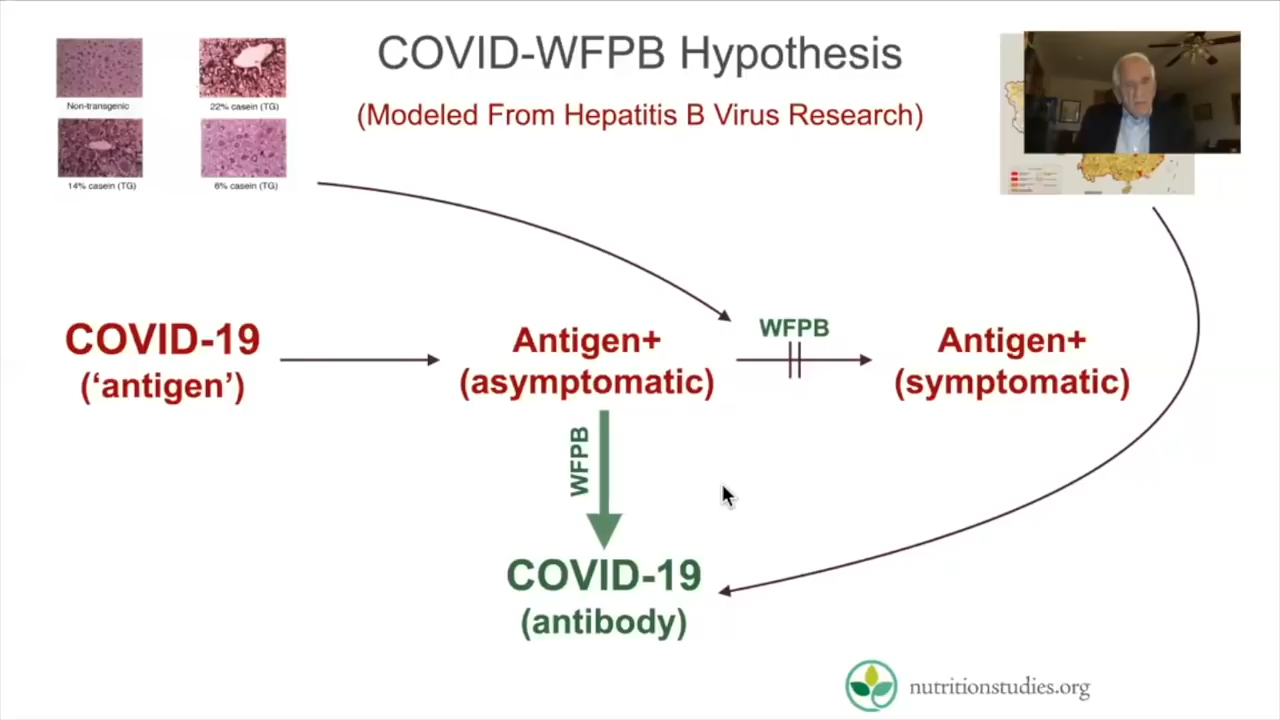 COVID-WFPB Hypothesis
(Modeled From Hepatitis B Virus Research)
Non-transgenic
22% casein (TG)
14% casein (TG)
6% casein (TG)
COVID-19
('antigen')
Antigen+
(asymptomatic)
WFPB
Antigen+
(symptomatic)
WFPB
COVID-19
(antibody)
nutritionstudies.org